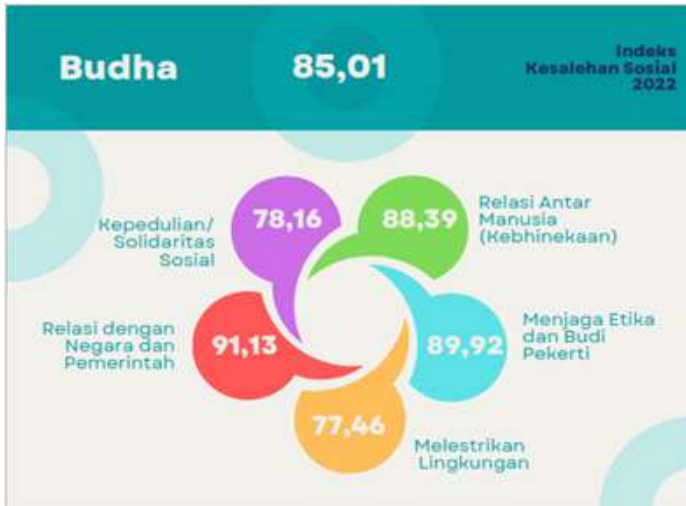 Budha
85,01
Indeks
Kesalehan Sosial
2022
78,16
Kepedulian/
Solidaritas
Sosial
88,39
Relasi Antar
Manusia
(Kebhinekaan)
91,13
Relasi dengan
Negara dan
Pemerintah
89,92
Menjaga Etika
dan Budi
Pekerti
77,46
Melestrikan
Lingkungan